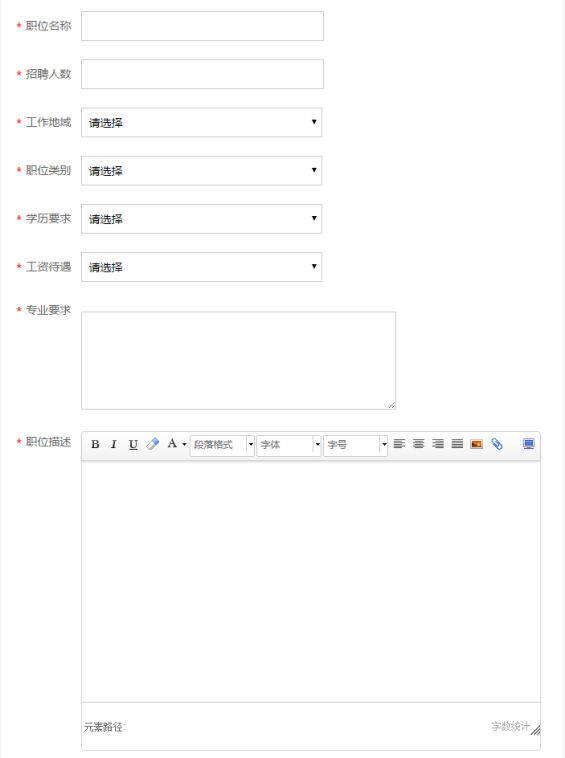 * 职位名称
* 招聘人数
* 工作地域 请选择
* 职位类别 请选择
* 学历要求 请选择
* 工资待遇 请选择
* 专业要求
* 职位描述 B I U A 段落格式 字体 字号
元素路径: 字数统计